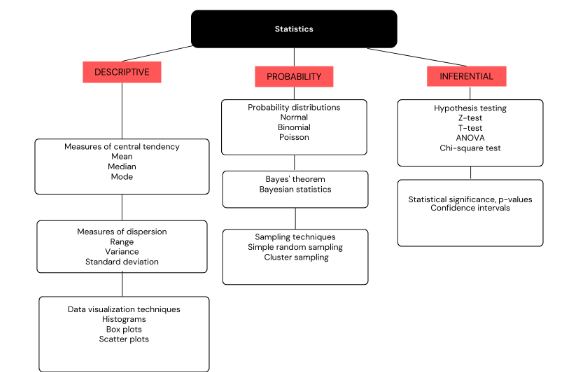 Statistics
DESCRIPTIVE
Measures of central tendency
Mean
Median
Mode
Measures of dispersion
Range
Variance
Standard deviation
Data visualization techniques
Histograms
Box plots
Scatter plots
PROBABILITY
Probability distributions
Normal
Binomial
Poisson
Bayes' theorem
Bayesian statistics
Sampling techniques
Simple random sampling
Cluster sampling
INFERENTIAL
Hypothesis testing
Z-test
T-test
ANOVA
Chi-square test
Statistical significance, p-values
Confidence intervals